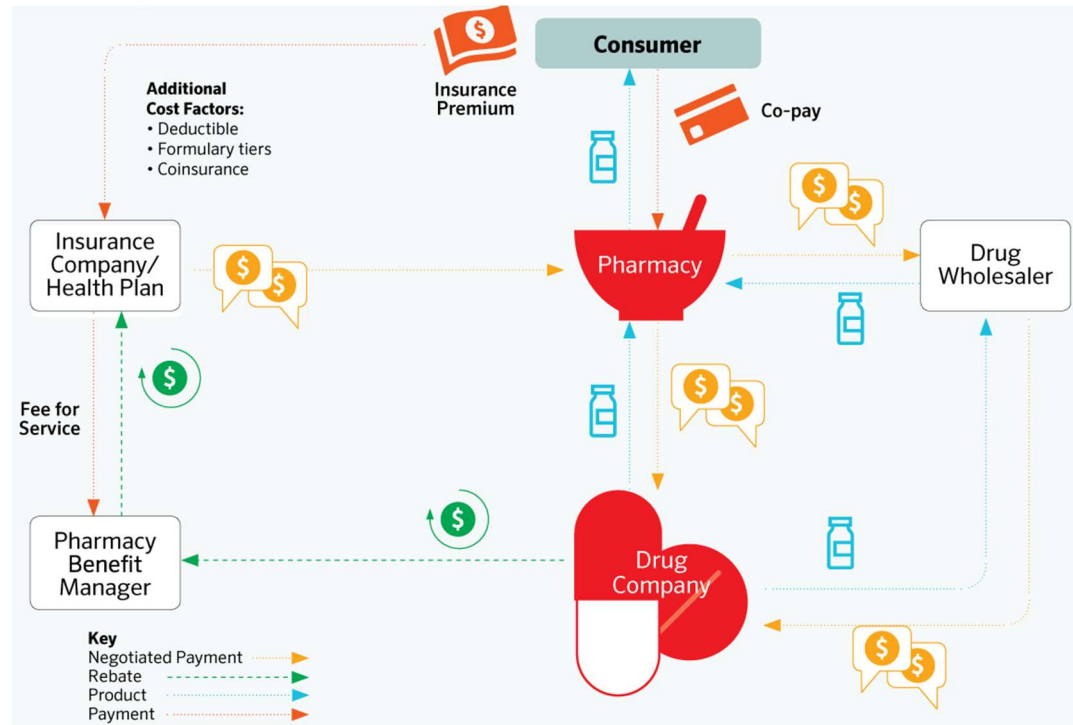 Consumer
$
Insurance
Premium
Co-pay
Additional
Cost Factors:
• Deductible
• Formulary tiers
• Coinsurance
$
$
Insurance
Company/
Health Plan
$
$
Pharmacy
Drug
Wholesaler
$
$
$
Fee for
Service
Pharmacy
Benefit
Manager
$
Drug
Company
$
$
Key
Negotiated Payment
Rebate
Product
Payment